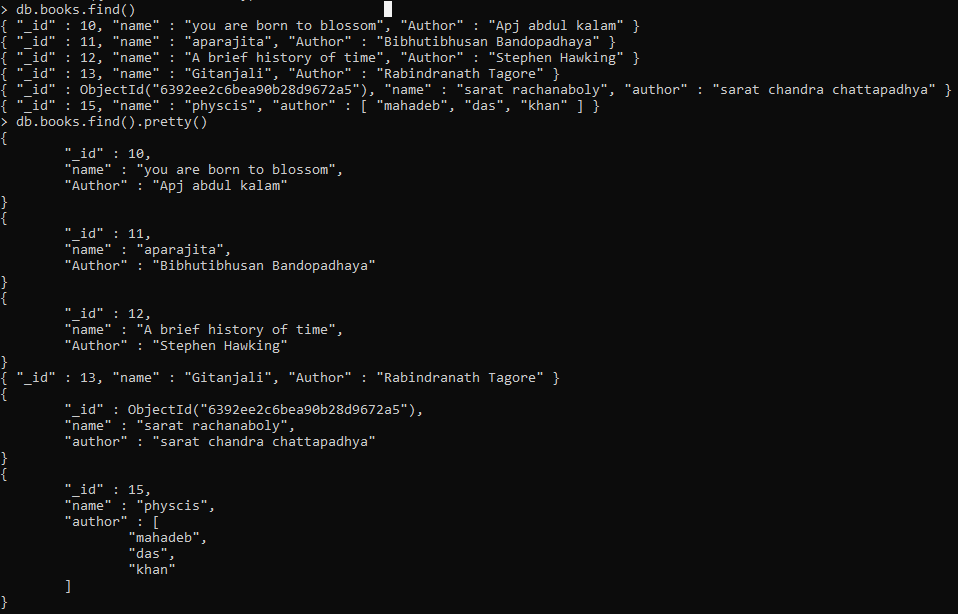 > db.books.find()
{ "_id" : 10, "name" : "you are born to blossom", "Author" : "Apj abdul kalam" }
{ "_id" : 11, "name" : "aparajita", "Author" : "Bibhutibhusan Bandopadhaya" }
{ "_id" : 12, "name" : "A brief history of time", "Author" : "Stephen Hawking" }
{ "_id" : 13, "name" : "Gitanjali", "Author" : "Rabindranath Tagore" }
{ "_id" : ObjectId("6392ee2c6bea90b28d9672a5"), "name" : "sarat rachanaboly", "author" : "sarat chandra chattapadhya" }
{ "_id" : 15, "name" : "physcis", "author" : [ "mahadeb", "das", "khan" ] }
> db.books.find().pretty()
{
        "_id" : 10,
        "name" : "you are born to blossom",
        "Author" : "Apj abdul kalam"
}
{
        "_id" : 11,
        "name" : "aparajita",
        "Author" : "Bibhutibhusan Bandopadhaya"
}
{
        "_id" : 12,
        "name" : "A brief history of time",
        "Author" : "Stephen Hawking"
}
{ "_id" : 13, "name" : "Gitanjali", "Author" : "Rabindranath Tagore" }
{
        "_id" : ObjectId("6392ee2c6bea90b28d9672a5"),
        "name" : "sarat rachanaboly",
        "author" : "sarat chandra chattapadhya"
}
{
        "_id" : 15,
        "name" : "physcis",
        "author" : [
                "mahadeb",
                "das",
                "khan"
        ]
}